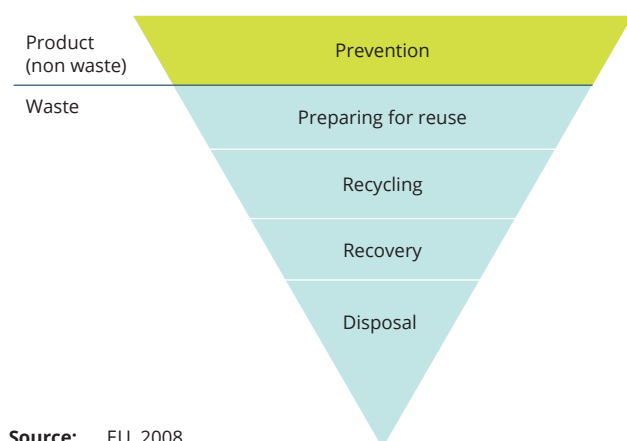 Product
(non waste)
Prevention
Waste
Preparing for reuse
Recycling
Recovery
Disposal
Source: EU, 2008